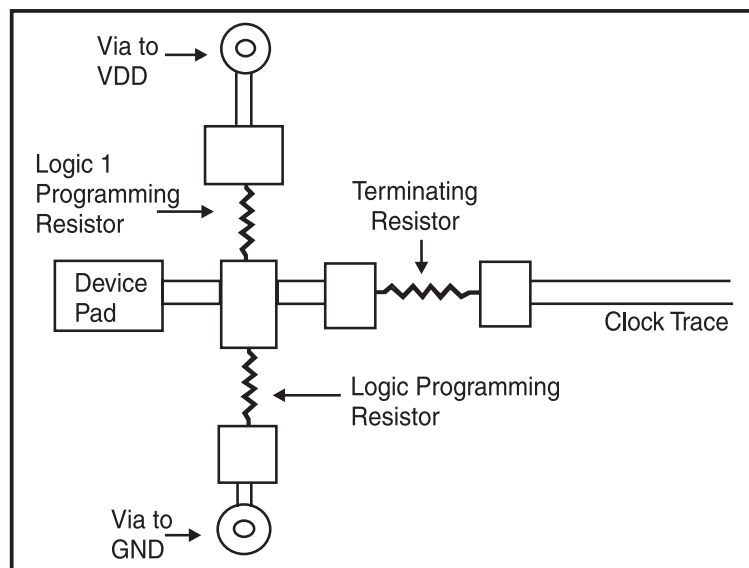 Via to
VDD
Logic 1
Programming
Resistor
Terminating
Resistor
Device
Pad
Clock Trace
Logic Programming
Resistor
Via to
GND